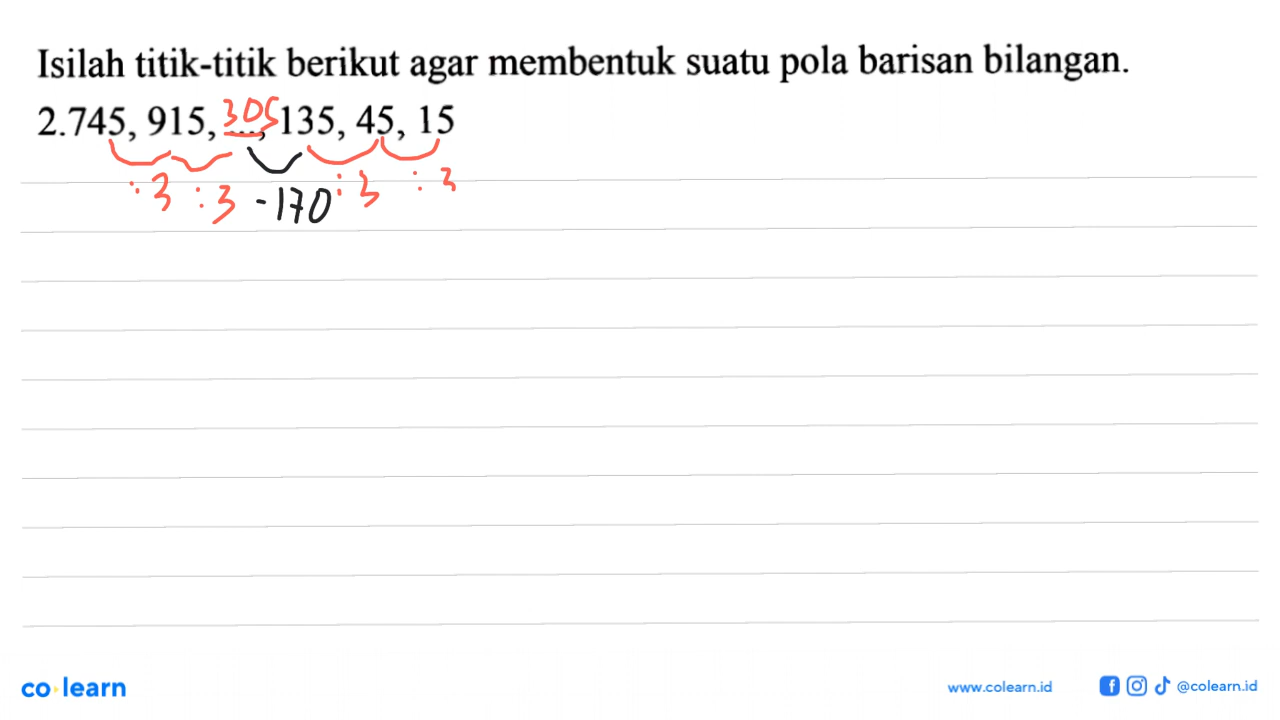 Isilah titik-titik berikut agar membentuk suatu pola barisan bilangan.
2.745, 915, 305 ...., 135, 45, 15
:3 :3 -170 :3 :3
co learn
www.colearn.id @colearn.id